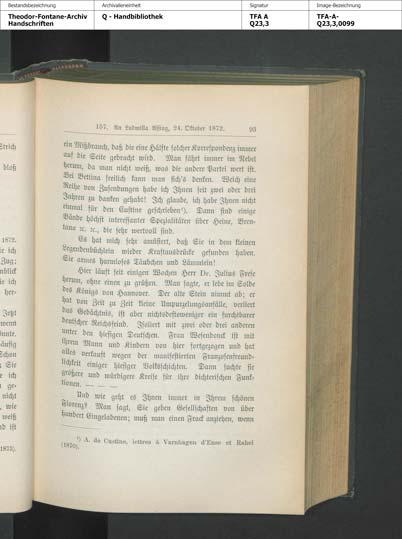 Bestandsbezeichnung
Archivalieneinheit
Signatur
Image-Bezeichnung
Theodor-Fontane-Archiv
Handschriften
Q - Handbibliothek
TFA A
Q23,3
TFA-A-
Q23,3,0099
157. An Ludmilla Assing, 24. Oktober 1872. 93
ein Mißbrauch, daß die eine Hälfte solcher Korrespondenz immer
auf die Seite gebracht wird. Man fährt immer im Nebel
herum, da man nicht weiß, was die andere Partei wert ist.
Bei Bettina freilich kann man sich's denken. Welch eine
Reihe von Zusendungen habe ich Ihnen seit zwei oder drei
Jahren zu danken gehabt! Ich glaube, ich habe Ihnen nicht
einmal für den Custine geschrieben¹). Dann sind einige
Bände höchst interessanter Spezialitäten über Heine, Bren-
tano ꝛc. ꝛc., die sehr wertvoll sind.
Es hat mich sehr amüsiert, daß Sie in dem kleinen
Legendenbüchlein wieder Kraftausdrücke gefunden haben.
Sie armes harmloses Täubchen und Lämmlein!
Hier läuft seit einigen Wochen Herr Dr. Julius Frese
herum, ohne einen zu grüßen. Man sagte, er lebe im Solde
des Königs von Hannover. Der alte Stein nimmt ab; er
hat von Zeit zu Zeit kleine Umpurzelungsanfälle, verliert
das Gedächtnis, ist aber nichtsdestoweniger ein furchtbarer
deutscher Reichsfeind. Isoliert mit zwei oder drei anderen
unter den hiesigen Deutschen. Frau Wesendonck ist mit
ihrem Mann und Kindern von hier fortgezogen und hat
alles verkauft wegen der manifestierten Franzosenfreund-
lichkeit einiger hiesiger Volksschichten. Dann suchte sie
größere und würdigere Kreise für ihre dichterischen Funk-
tionen. — — —
Und wie geht es Ihnen immer in Ihrem schönen
Florenz? Man sagt, Sie geben Gesellschaften von über
hundert Eingeladenen; muß man einen Frack anziehen, wenn
¹) A. de Custine, lettres à Varnhagen d'Ense et Rahel
(1870).